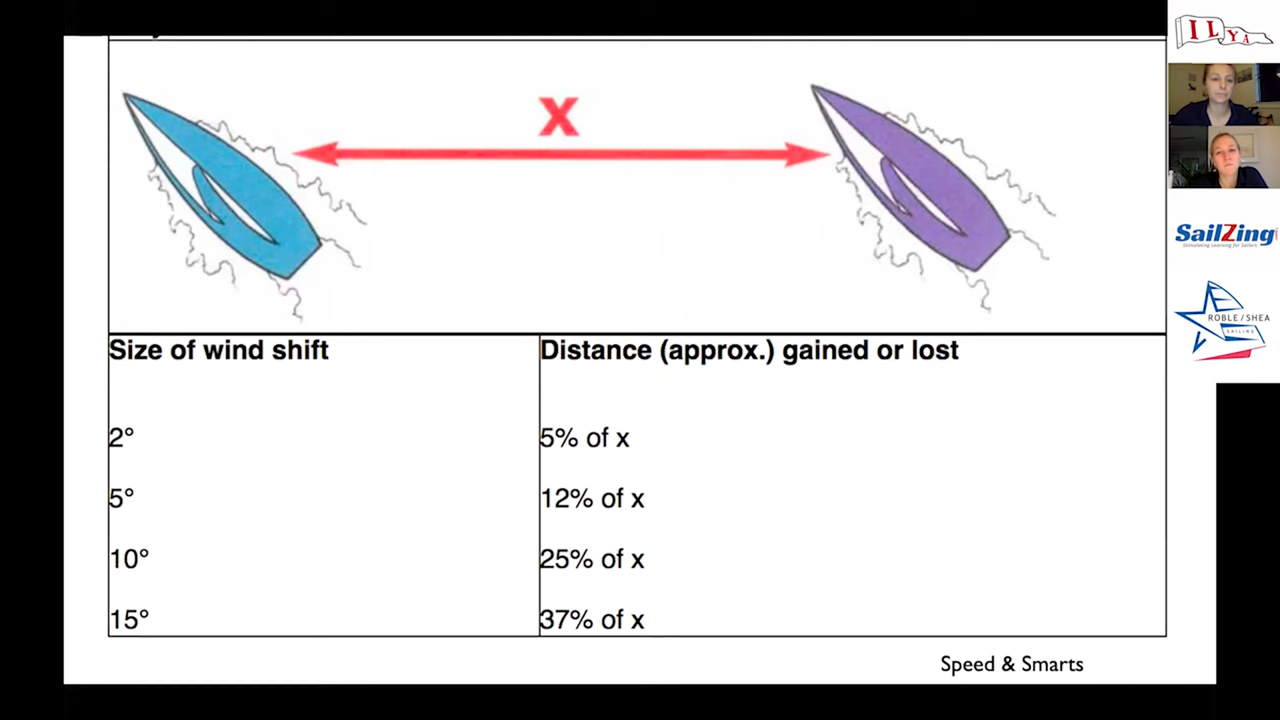 X
Size of wind shift
Distance (approx.) gained or lost
2°
5% of x
5°
12% of x
10°
25% of x
15°
37% of x
Speed & Smarts
ILYA
SailZing
ROBLE / SHEA
SAILING